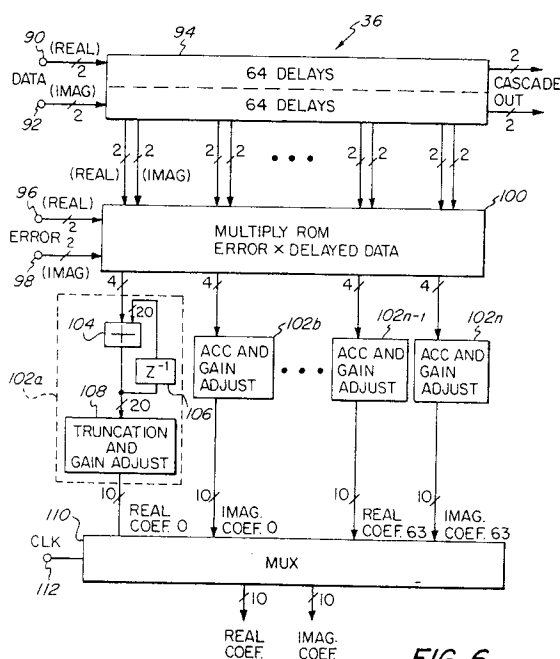 36
90 (REAL) 94
2 64 DELAYS 2
DATA CASCADE
(IMAG) 64 DELAYS OUT
92 2 2
2 2 2 2 2 2 2 2
(REAL) (IMAG)
96 (REAL) 100
2 MULTIPLY ROM
ERROR 2 ERROR × DELAYED DATA
98 (IMAG)
4 4 4 4
20 102b 102n-1 102n
104 ACC AND GAIN ADJUST ACC AND GAIN ADJUST ACC AND GAIN ADJUST
Z⁻¹
102a 108 20 106
TRUNCATION
AND
GAIN ADJUST
10 10 10 10
110 REAL COEF. 0 IMAG. COEF. 0 REAL COEF. 63 IMAG. COEF. 63
CLK MUX
112
10 10
REAL IMAG.
COEF. COEF.
FIG. 6